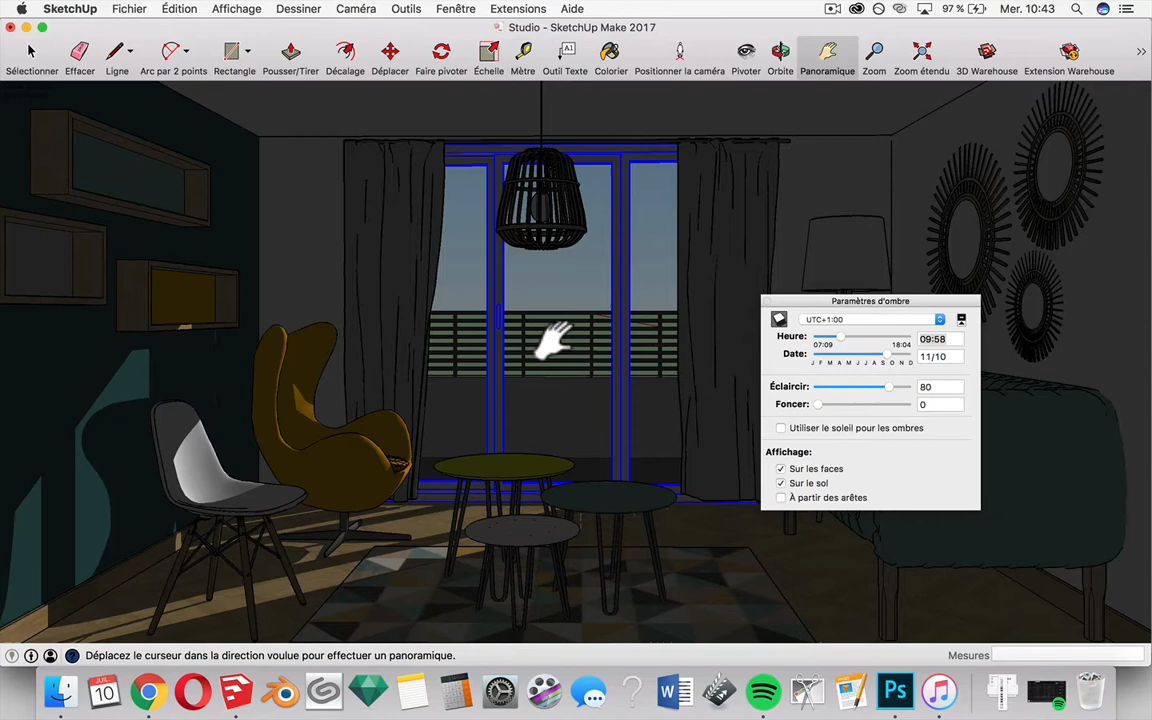 SketchUp Fichier Édition Affichage Dessiner Caméra Outils Fenêtre Extensions Aide 97 % Mer. 10:43
Studio - SketchUp Make 2017
Sélectionner Effacer Ligne Arc par 2 points Rectangle Pousser/Tirer Décalage Déplacer Faire pivoter Échelle Mètre Outil Texte Colorier Positionner la caméra Pivoter Orbite Panoramique Zoom Zoom étendu 3D Warehouse Extension Warehouse
Paramètres d'ombre
UTC+1:00
Heure: 09:58
07:09 18:04
Date: 11/10
J F M A M J J A S O N D
Éclaircir: 80
Foncer: 0
Utiliser le soleil pour les ombres
Affichage:
Sur les faces
Sur le sol
À partir des arêtes
Déplacez le curseur dans la direction voulue pour effectuer un panoramique. Mesures
JUIL
10
Ps